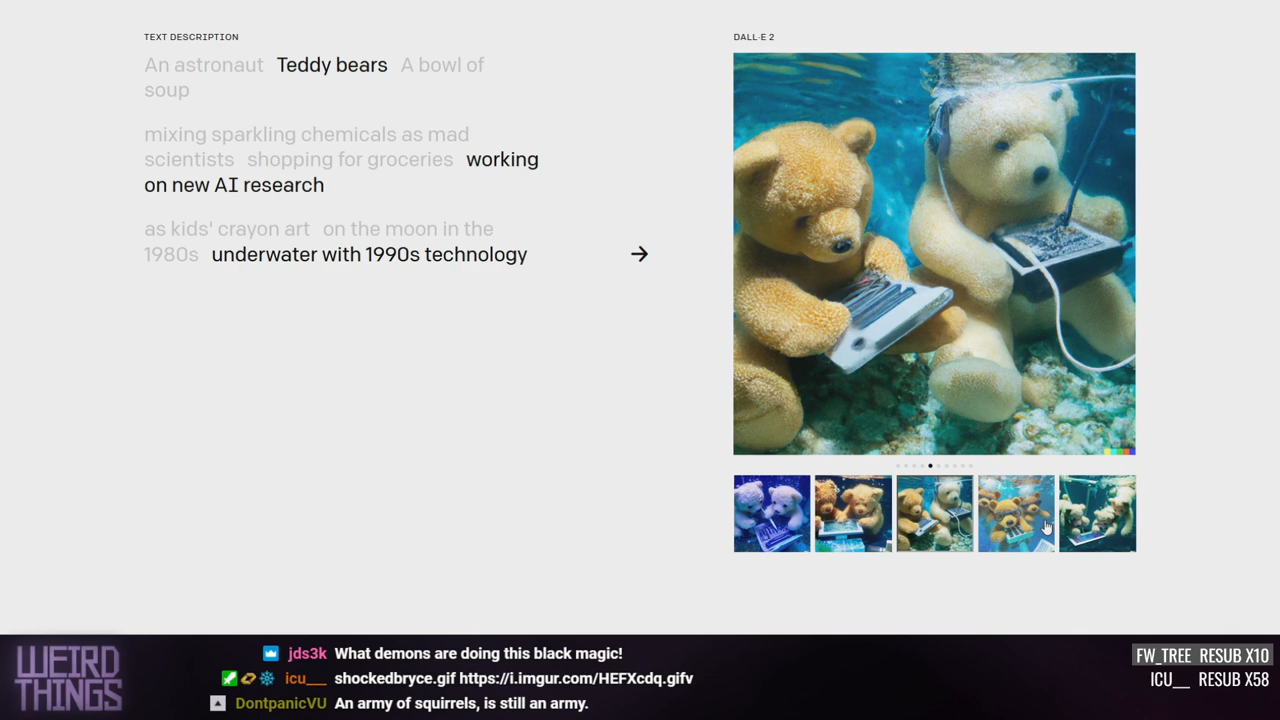 TEXT DESCRIPTION
An astronaut Teddy bears A bowl of
soup
mixing sparkling chemicals as mad
scientists shopping for groceries working
on new AI research
as kids' crayon art on the moon in the
1980s underwater with 1990s technology →
DALL·E 2
WEIRD
THINGS
jds3k What demons are doing this black magic!
icu__ shockedbryce.gif https://i.imgur.com/HEFXcdq.gifv
DontpanicVU An army of squirrels, is still an army.
FW_TREE RESUB X10
ICU__ RESUB X58